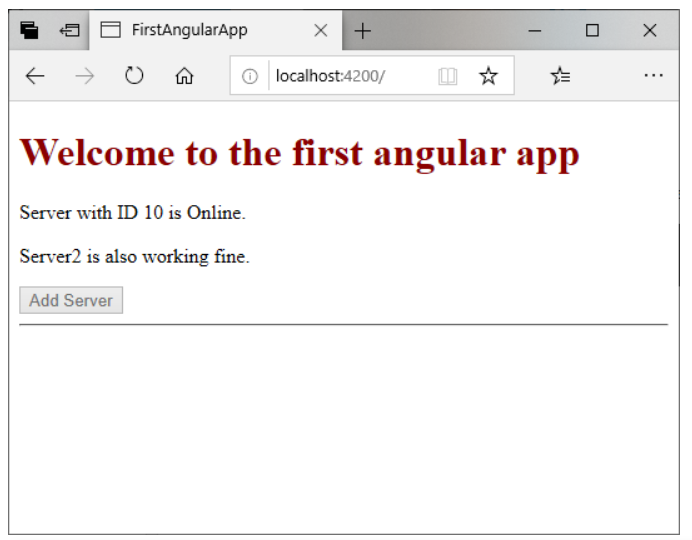 FirstAngularApp
localhost:4200/
Welcome to the first angular app
Server with ID 10 is Online.
Server2 is also working fine.
Add Server